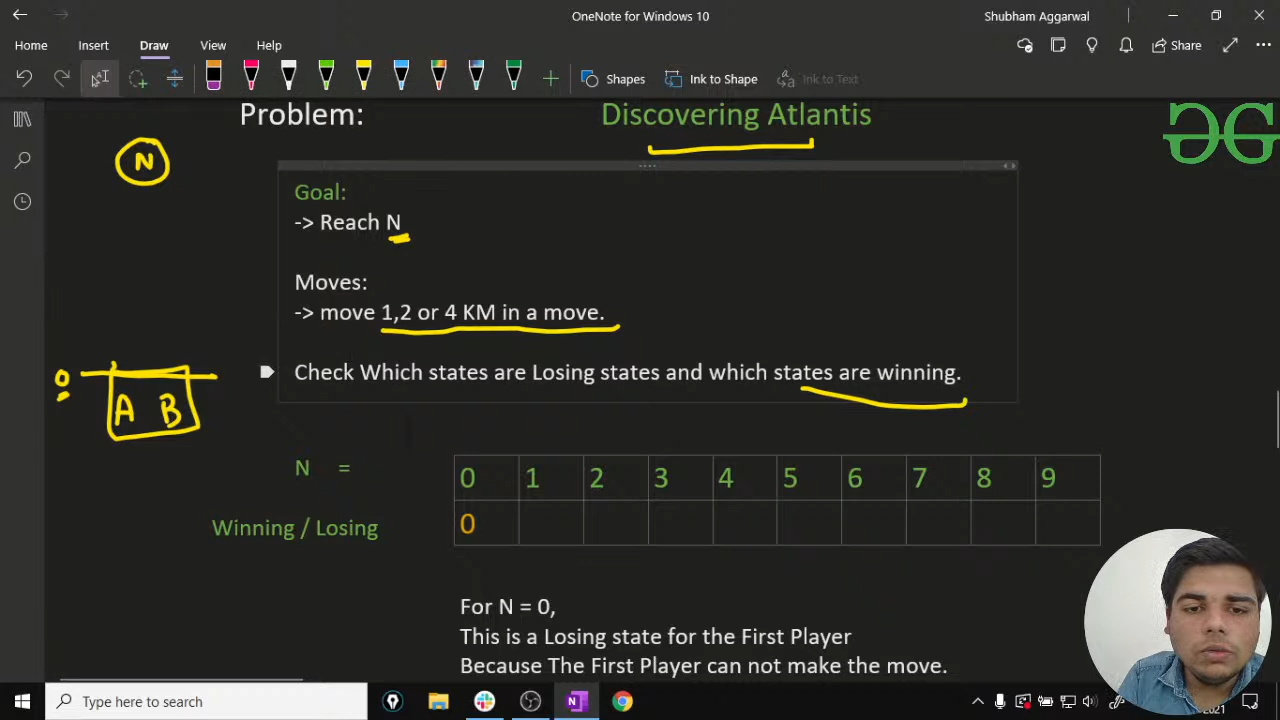 OneNote for Windows 10
Shubham Aggarwal
Home Insert Draw View Help
Share
Shapes
Ink to Shape
Ink to Text
Problem:
Discovering Atlantis
N
Goal:
-> Reach N
Moves:
-> move 1,2 or 4 KM in a move.
Check Which states are Losing states and which states are winning.
A B
N = 0 1 2 3 4 5 6 7 8 9
Winning / Losing 0
For N = 0,
This is a Losing state for the First Player
Because The First Player can not make the move.
Type here to search
2021